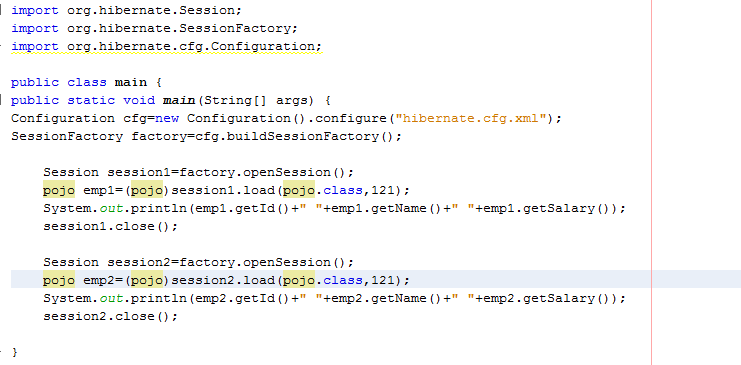 import org.hibernate.Session;
import org.hibernate.SessionFactory;
import org.hibernate.cfg.Configuration;
public class main {
public static void main(String[] args) {
Configuration cfg=new Configuration().configure("hibernate.cfg.xml");
SessionFactory factory=cfg.buildSessionFactory();
Session session1=factory.openSession();
pojo emp1=(pojo)session1.load(pojo.class,121);
System.out.println(emp1.getId()+" "+emp1.getName()+" "+emp1.getSalary());
session1.close();
Session session2=factory.openSession();
pojo emp2=(pojo)session2.load(pojo.class,121);
System.out.println(emp2.getId()+" "+emp2.getName()+" "+emp2.getSalary());
session2.close();
}